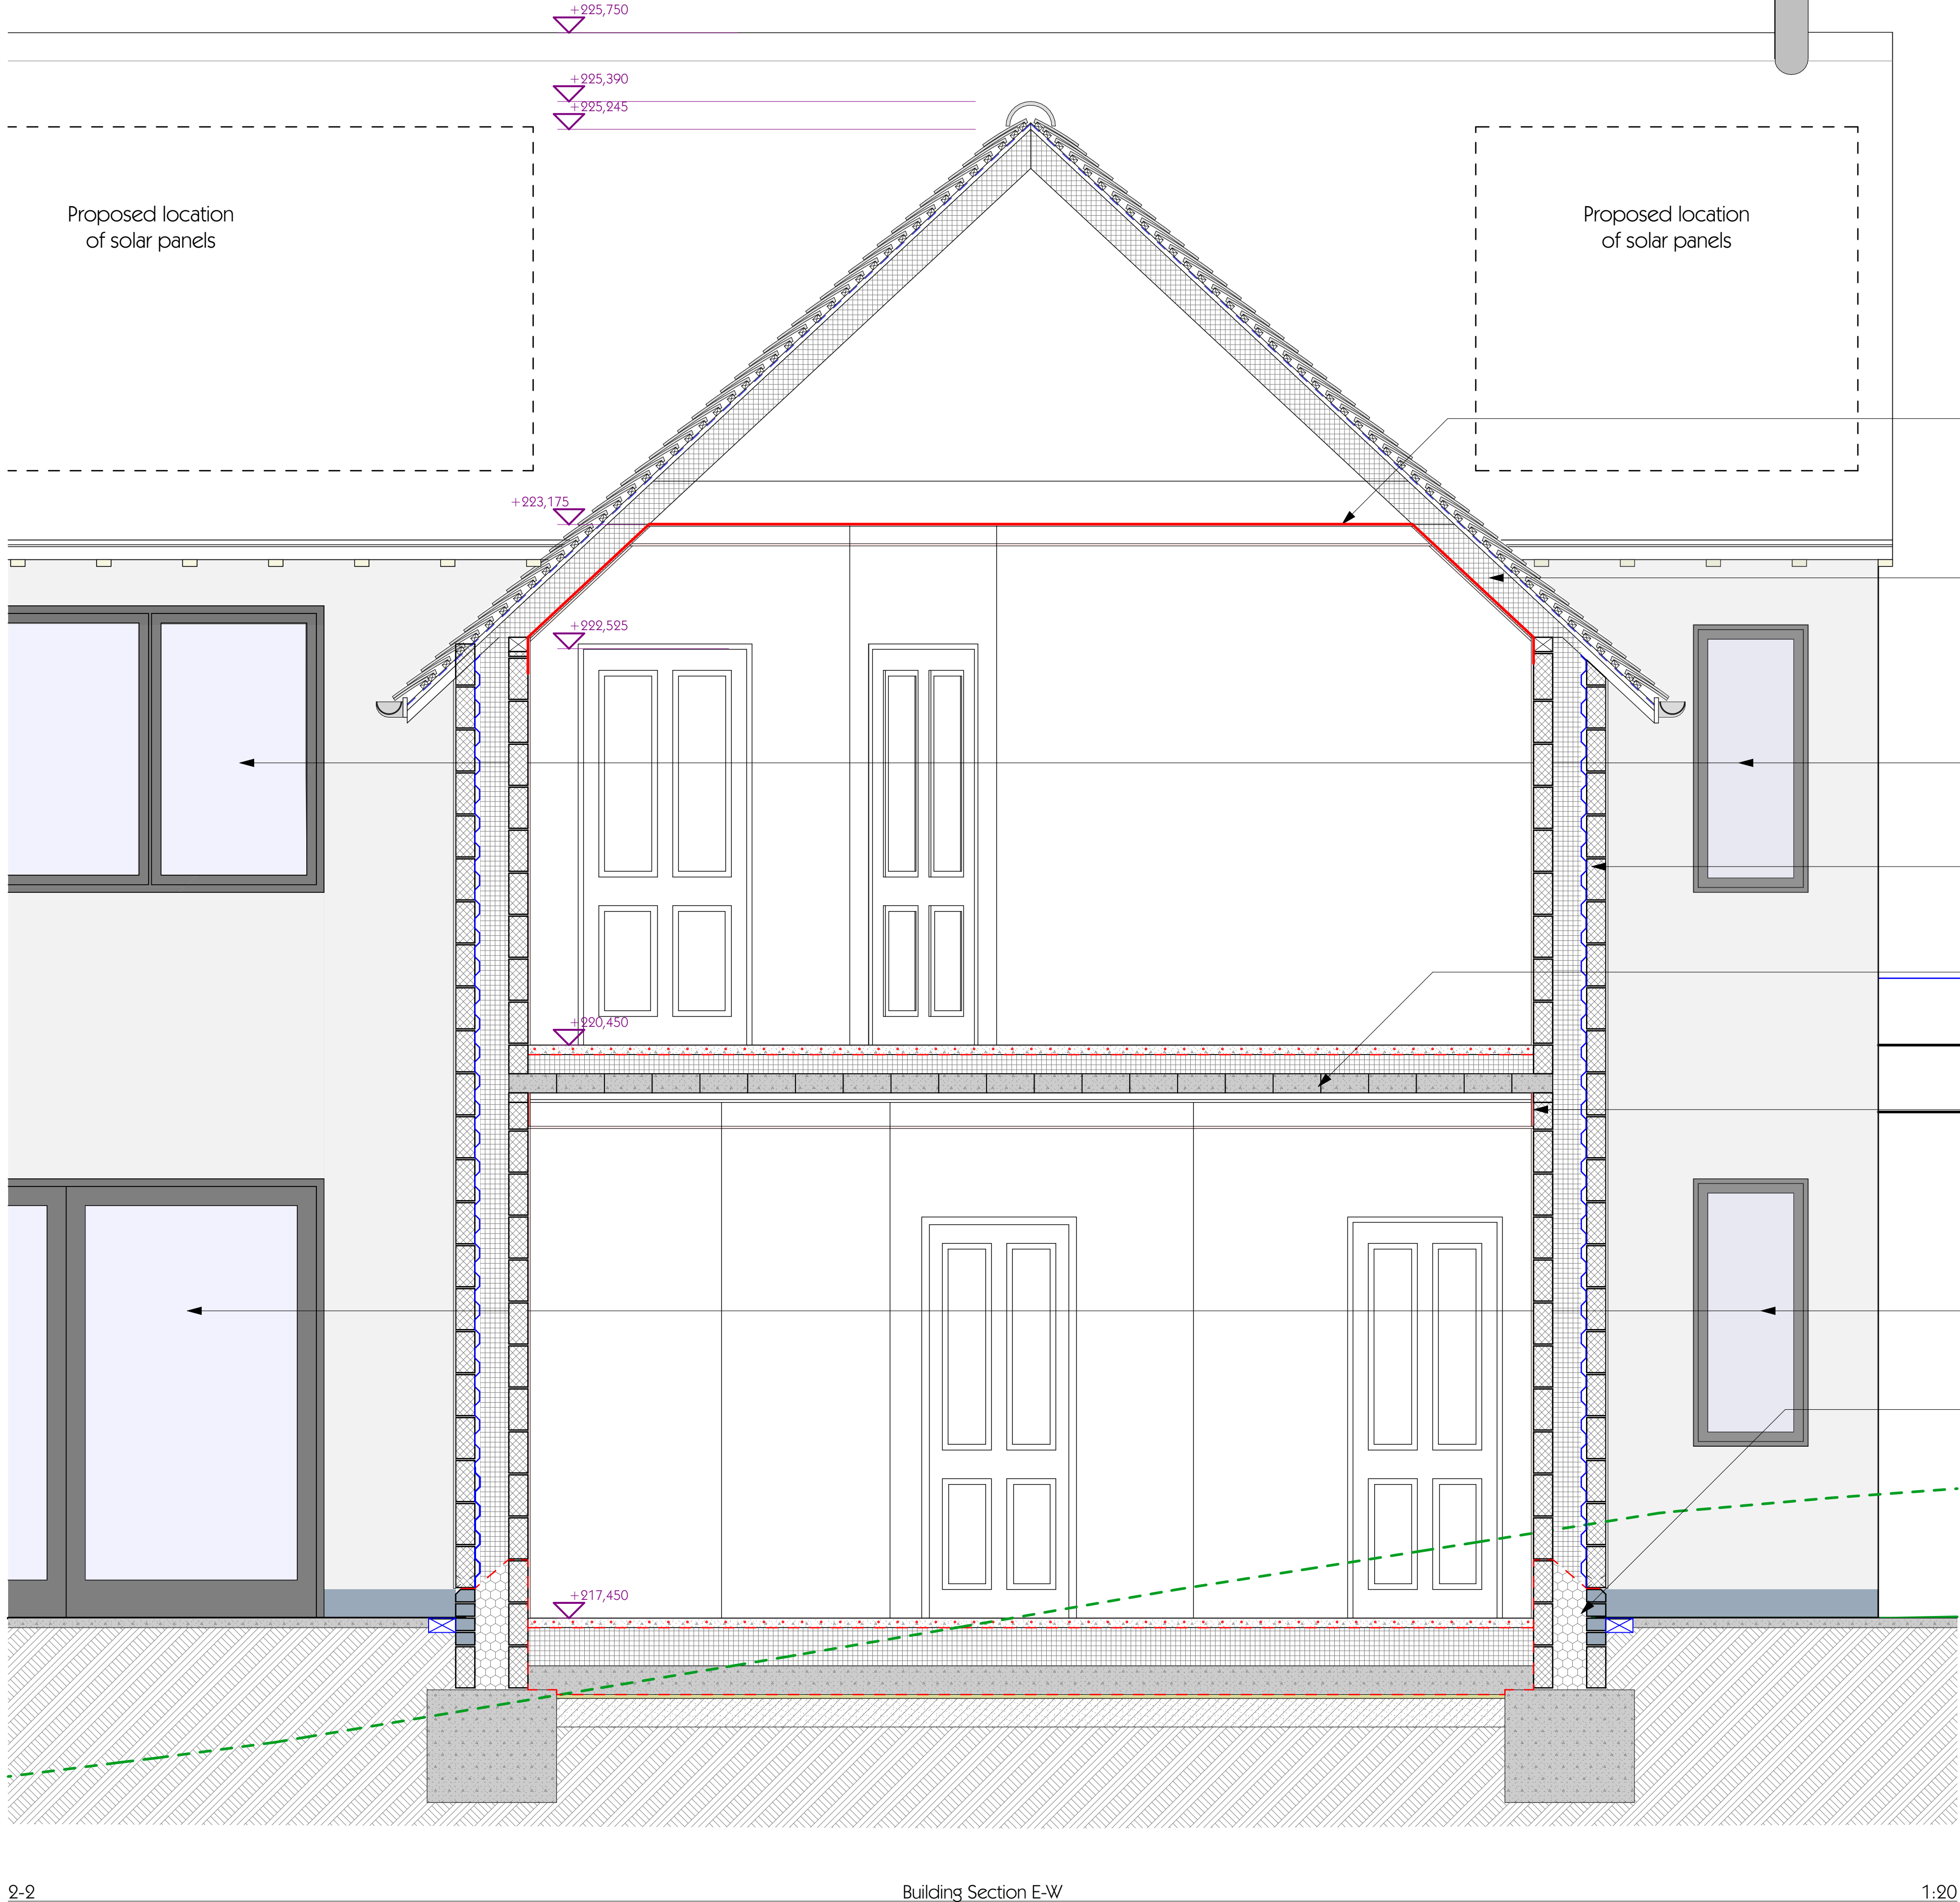 +225,750
+225,390
+225,245
Proposed location
of solar panels
Proposed location
of solar panels
+223,175
+222,525
+220,450
+217,450
2-2
Building Section E-W
1:20